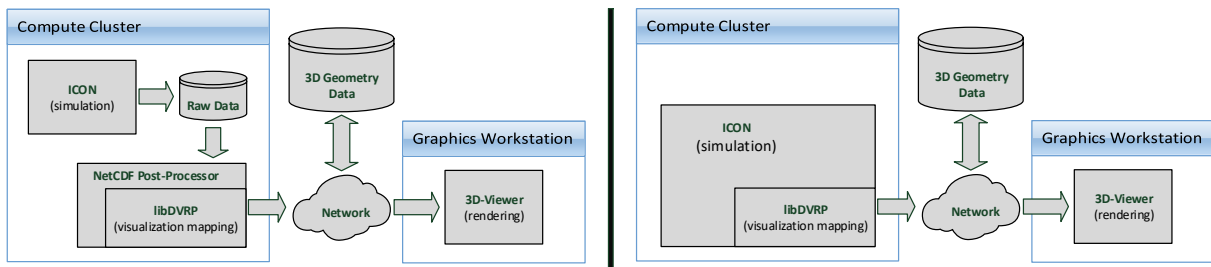 Compute Cluster
ICON
(simulation)
Raw Data
NetCDF Post-Processor
libDVRP
(visualization mapping)
3D Geometry
Data
Network
Graphics Workstation
3D-Viewer
(rendering)
Compute Cluster
ICON
(simulation)
libDVRP
(visualization mapping)
3D Geometry
Data
Network
Graphics Workstation
3D-Viewer
(rendering)